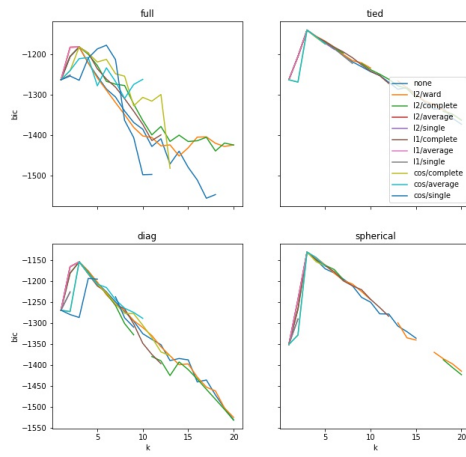 full
tied
bic
−1200
−1300
−1400
−1500
none
l2/ward
l2/complete
l2/average
l2/single
l1/complete
l1/average
l1/single
cos/complete
cos/average
cos/single
diag
spherical
bic
−1150
−1200
−1250
−1300
−1350
−1400
−1450
−1500
−1550
5 10 15 20
k
5 10 15 20
k